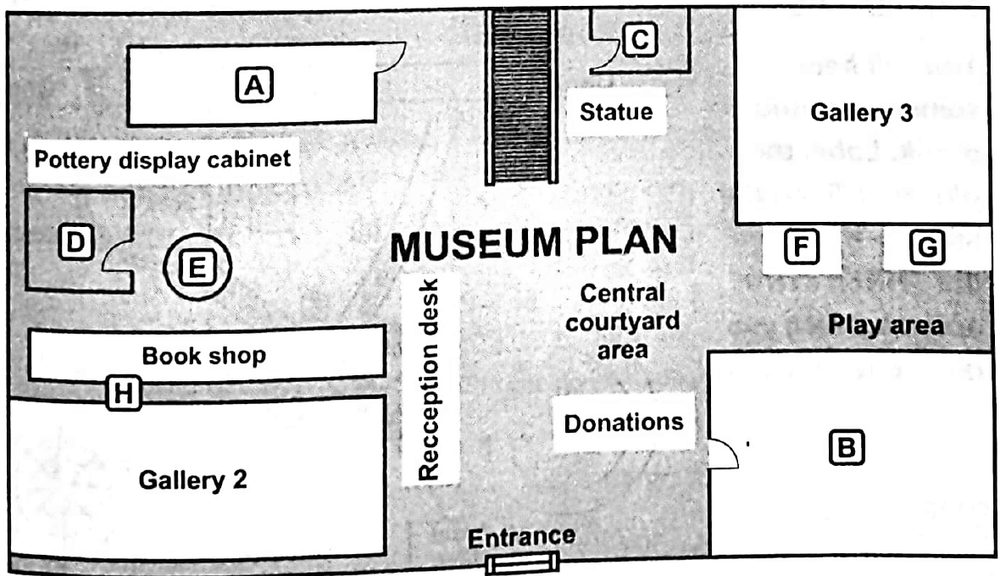 A
C
Statue
Gallery 3
Pottery display cabinet
D
E
MUSEUM PLAN
F
G
Recception desk
Central
courtyard
area
Play area
Book shop
H
Donations
B
Gallery 2
Entrance